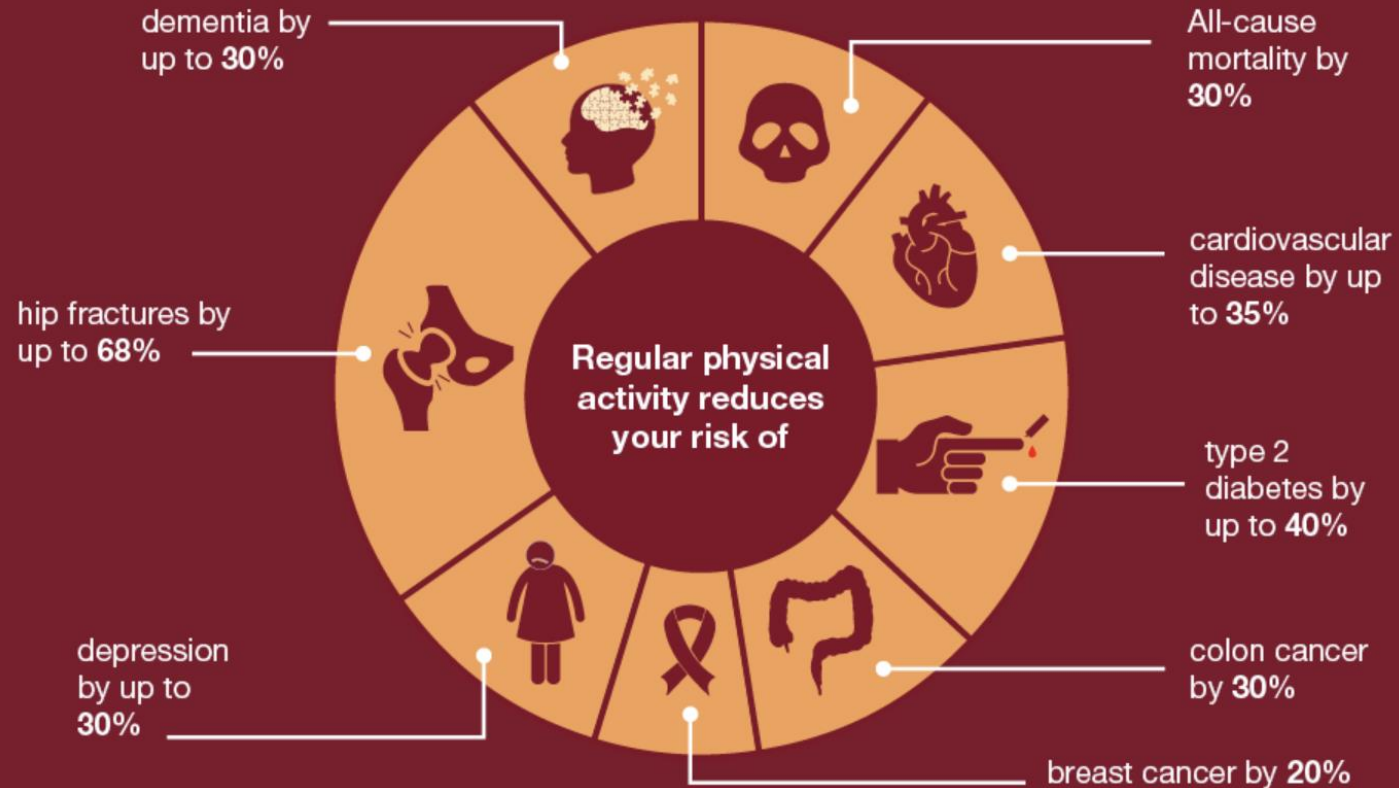 Regular physical
activity reduces
your risk of
All-cause
mortality by
30%
cardiovascular
disease by up
to 35%
type 2
diabetes by
up to 40%
colon cancer
by 30%
breast cancer by 20%
depression
by up to
30%
hip fractures by
up to 68%
dementia by
up to 30%